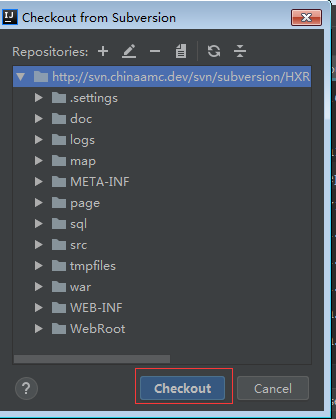 IJ Checkout from Subversion
Repositories:
http://svn.chinaamc.dev/svn/subversion/HXR
.settings
doc
logs
map
META-INF
page
sql
src
tmpfiles
war
WEB-INF
WebRoot
? Checkout Cancel